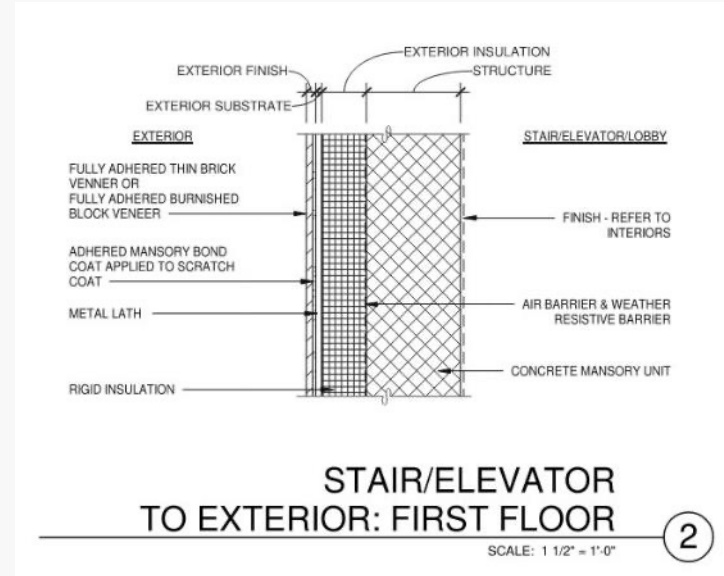 EXTERIOR INSULATION
EXTERIOR FINISH
STRUCTURE
EXTERIOR SUBSTRATE
EXTERIOR
STAIR/ELEVATOR/LOBBY
FULLY ADHERED THIN BRICK
VENNER OR
FULLY ADHERED BURNISHED
BLOCK VENEER
FINISH - REFER TO
INTERIORS
ADHERED MANSORY BOND
COAT APPLIED TO SCRATCH
COAT
METAL LATH
AIR BARRIER & WEATHER
RESISTIVE BARRIER
CONCRETE MANSORY UNIT
RIGID INSULATION
STAIR/ELEVATOR
TO EXTERIOR: FIRST FLOOR
2
SCALE: 1 1/2" = 1'-0"